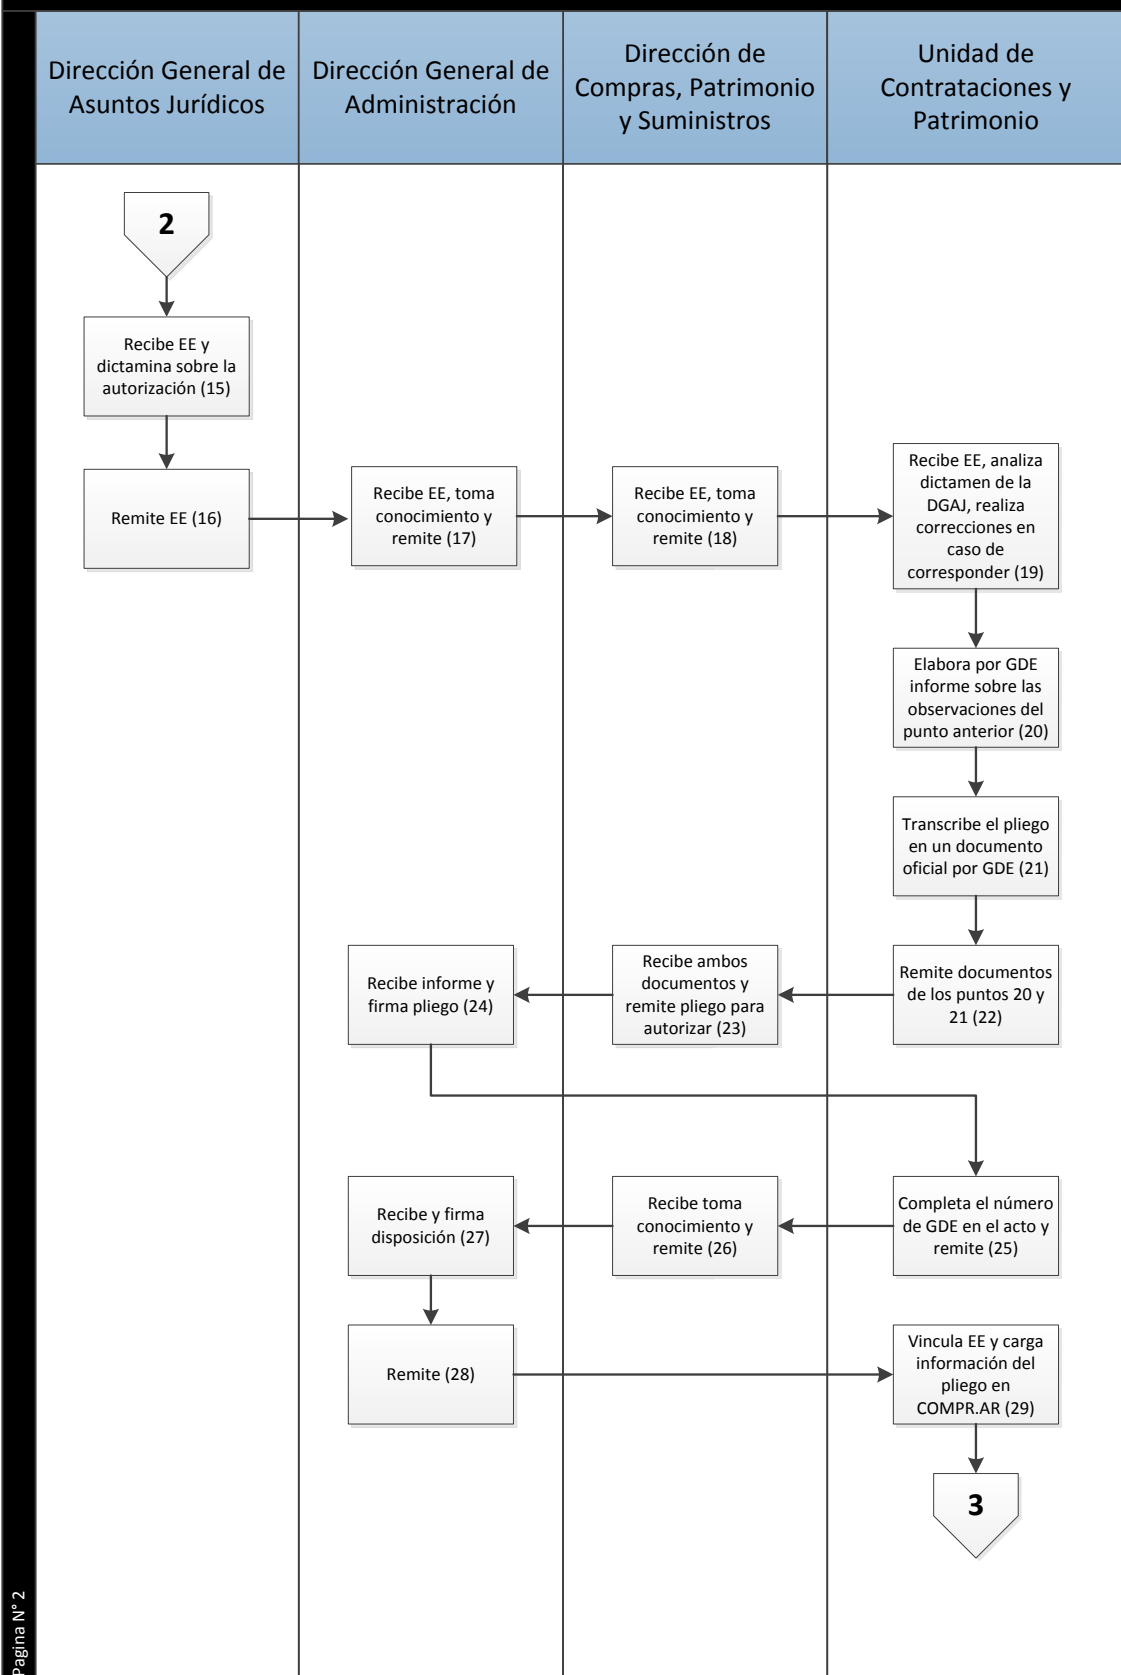 Dirección General de
Asuntos Jurídicos
Dirección General de
Administración
Dirección de
Compras, Patrimonio
y Suministros
Unidad de
Contrataciones y
Patrimonio
2
Recibe EE y
dictamina sobre la
autorización (15)
Remite EE (16)
Recibe EE, toma
conocimiento y
remite (17)
Recibe EE, toma
conocimiento y
remite (18)
Recibe EE, analiza
dictamen de la
DGAJ, realiza
correcciones en
caso de
corresponder (19)
Elabora por GDE
informe sobre las
observaciones del
punto anterior (20)
Transcribe el pliego
en un documento
oficial por GDE (21)
Remite documentos
de los puntos 20 y
21 (22)
Recibe ambos
documentos y
remite pliego para
autorizar (23)
Recibe informe y
firma pliego (24)
Completa el número
de GDE en el acto y
remite (25)
Recibe toma
conocimiento y
remite (26)
Recibe y firma
disposición (27)
Remite (28)
Vincula EE y carga
información del
pliego en
COMPR.AR (29)
3
Pagina N° 2